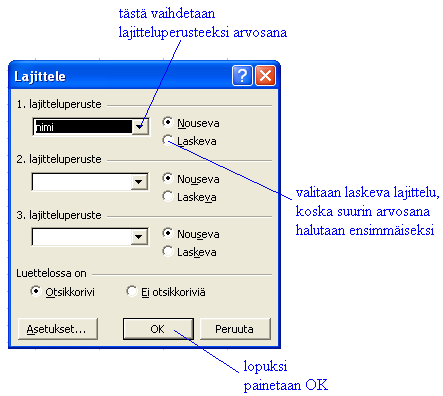 tästä vaihdetaan
lajitteluperusteeksi arvosana
Lajittele
1. lajitteluperuste
nimi
Nouseva
Laskeva
2. lajitteluperuste
Nouseva
Laskeva
valitaan laskeva lajittelu,
koska suurin arvosana
halutaan ensimmäiseksi
3. lajitteluperuste
Nouseva
Laskeva
Luettelossa on
Otsikkorivi
Ei otsikkoriviä
Asetukset...
OK
Peruuta
lopuksi
painetaan OK